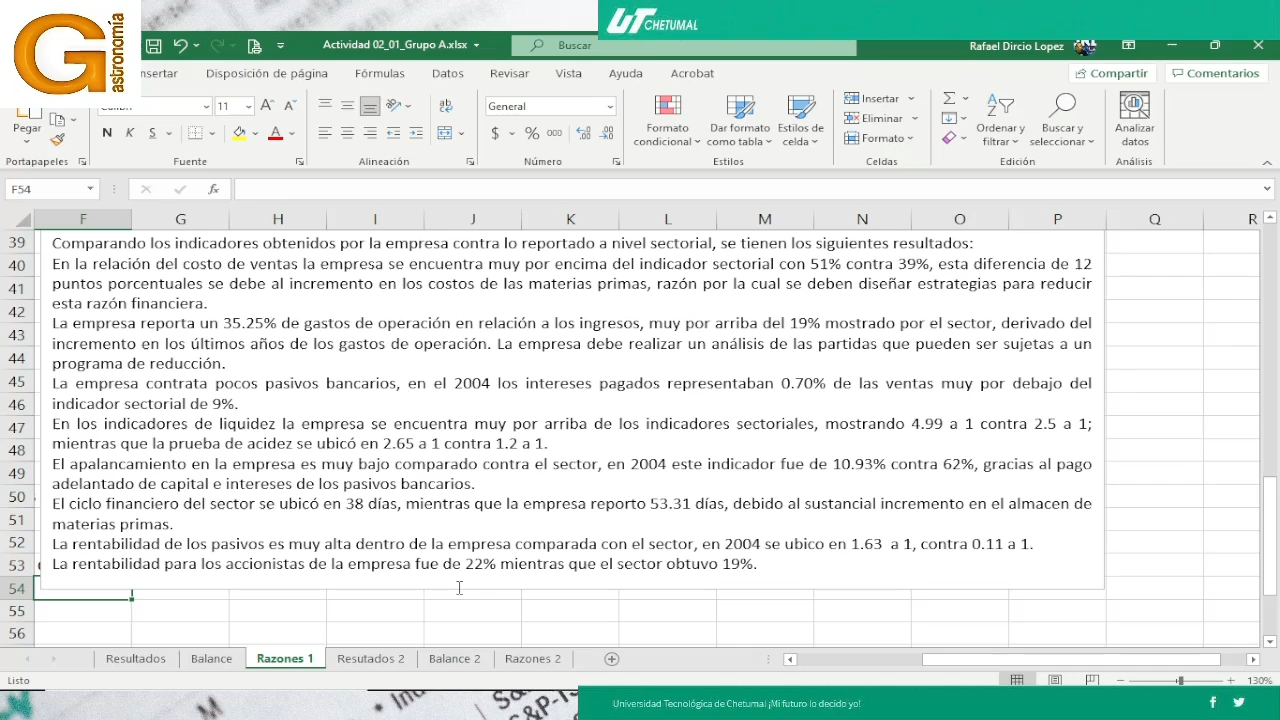 Gastronomía
UT CHETUMAL
Actividad 02_01_Grupo A.xlsx
Buscar
Rafael Dircio Lopez
nsertar Disposición de página Fórmulas Datos Revisar Vista Ayuda Acrobat
Compartir Comentarios
Pegar
Calibri 11
N K S
General
$ % 000
Formato condicional
Dar formato como tabla
Estilos de celda
Insertar
Eliminar
Formato
Ordenar y filtrar
Buscar y seleccionar
Analizar datos
Portapapeles Fuente Alineación Número Estilos Celdas Edición Análisis
F54 fx
F G H I J K L M N O P Q R
39 Comparando los indicadores obtenidos por la empresa contra lo reportado a nivel sectorial, se tienen los siguientes resultados:
40 En la relación del costo de ventas la empresa se encuentra muy por encima del indicador sectorial con 51% contra 39%, esta diferencia de 12
41 puntos porcentuales se debe al incremento en los costos de las materias primas, razón por la cual se deben diseñar estrategias para reducir
42 esta razón financiera.
43 La empresa reporta un 35.25% de gastos de operación en relación a los ingresos, muy por arriba del 19% mostrado por el sector, derivado del
44 incremento en los últimos años de los gastos de operación. La empresa debe realizar un análisis de las partidas que pueden ser sujetas a un
programa de reducción.
45 La empresa contrata pocos pasivos bancarios, en el 2004 los intereses pagados representaban 0.70% de las ventas muy por debajo del
46 indicador sectorial de 9%.
47 En los indicadores de liquidez la empresa se encuentra muy por arriba de los indicadores sectoriales, mostrando 4.99 a 1 contra 2.5 a 1;
48 mientras que la prueba de acidez se ubicó en 2.65 a 1 contra 1.2 a 1.
49 El apalancamiento en la empresa es muy bajo comparado contra el sector, en 2004 este indicador fue de 10.93% contra 62%, gracias al pago
adelantado de capital e intereses de los pasivos bancarios.
50 El ciclo financiero del sector se ubicó en 38 días, mientras que la empresa reporto 53.31 días, debido al sustancial incremento en el almacen de
51 materias primas.
52 La rentabilidad de los pasivos es muy alta dentro de la empresa comparada con el sector, en 2004 se ubico en 1.63 a 1, contra 0.11 a 1.
53 La rentabilidad para los accionistas de la empresa fue de 22% mientras que el sector obtuvo 19%.
54
55
56
Resultados Balance Razones 1 Resutados 2 Balance 2 Razones 2
Listo 130%
Universidad Tecnológica de Chetumal ¡Mi futuro lo decido yo!